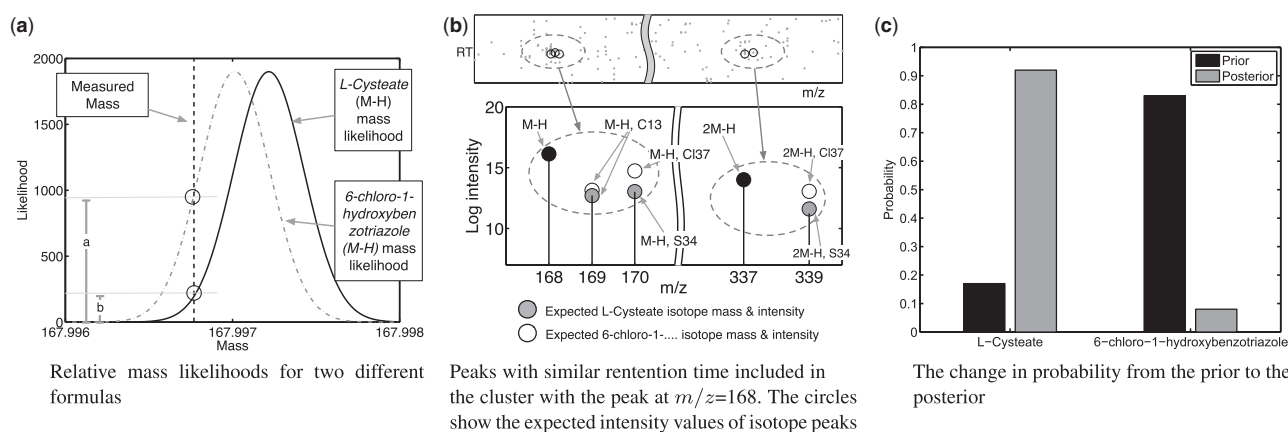 (a)
2000
1500
1000
500
0
Likelihood
Measured
Mass
L-Cysteate
(M-H)
mass
likelihood
6-chloro-1-
hydroxyben
zotriazole
(M-H) mass
likelihood
a
b
167.996
167.997
167.998
Mass
Relative mass likelihoods for two different
formulas
(b)
RT
m/z
20
15
10
Log intensity
M-H
M-H, C13
M-H, Cl37
M-H, S34
2M-H
2M-H, Cl37
2M-H, S34
168
169
170
337
339
m/z
Expected L-Cysteate isotope mass & intensity
Expected 6-chloro-1-.... isotope mass & intensity
Peaks with similar rentention time included in
the cluster with the peak at m/z=168. The circles
show the expected intensity values of isotope peaks
(c)
1
0.9
0.8
0.7
0.6
0.5
0.4
0.3
0.2
0.1
0
Probability
Prior
Posterior
L-Cysteate
6-chloro-1-hydroxybenzotriazole
The change in probability from the prior to the
posterior